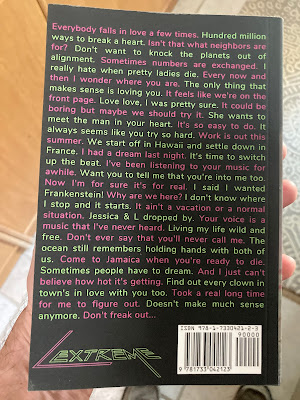 Everybody falls in love a few times. Hundred million
ways to break a heart. Isn't that what neighbors are
for? Don't want to knock the planets out of
alignment. Sometimes numbers are exchanged. I
really hate when pretty ladies die. Every now and
then I wonder where you are. The only thing that
makes sense is loving you. It feels like we're on the
front page. Love love, I was pretty sure. It could be
boring but maybe we should try it. She wants to
meet the man in your heart. It's so easy to do. It
always seems like you try so hard. Work is out this
summer. We start off in Hawaii and settle down in
France. I had a dream last night. It's time to switch
up the beat. I've been listening to your music for
awhile. Want you to tell me that you're into me too.
Now I'm for sure it's for real. I said I wanted
Frankenstein! Why are we here? I don't know where
I stop and it starts. It ain't a vacation or a normal
situation. Jessica & L dropped by. Your voice is a
music that I've never heard. Living my life wild and
free. Don't ever say that you'll never call me. The
ocean still remembers holding hands with both of
us. Come to Jamaica when you're ready to die.
Sometimes people have to dream. And I just can't
believe how hot it's getting. Find out every clown in
town's in love with you too. Took a real long time
for me to figure out. Doesn't make much sense
anymore. Don't freak out...
LEXTREME
ISBN 978-1-7330421-2-3
90000
9 781733 042123